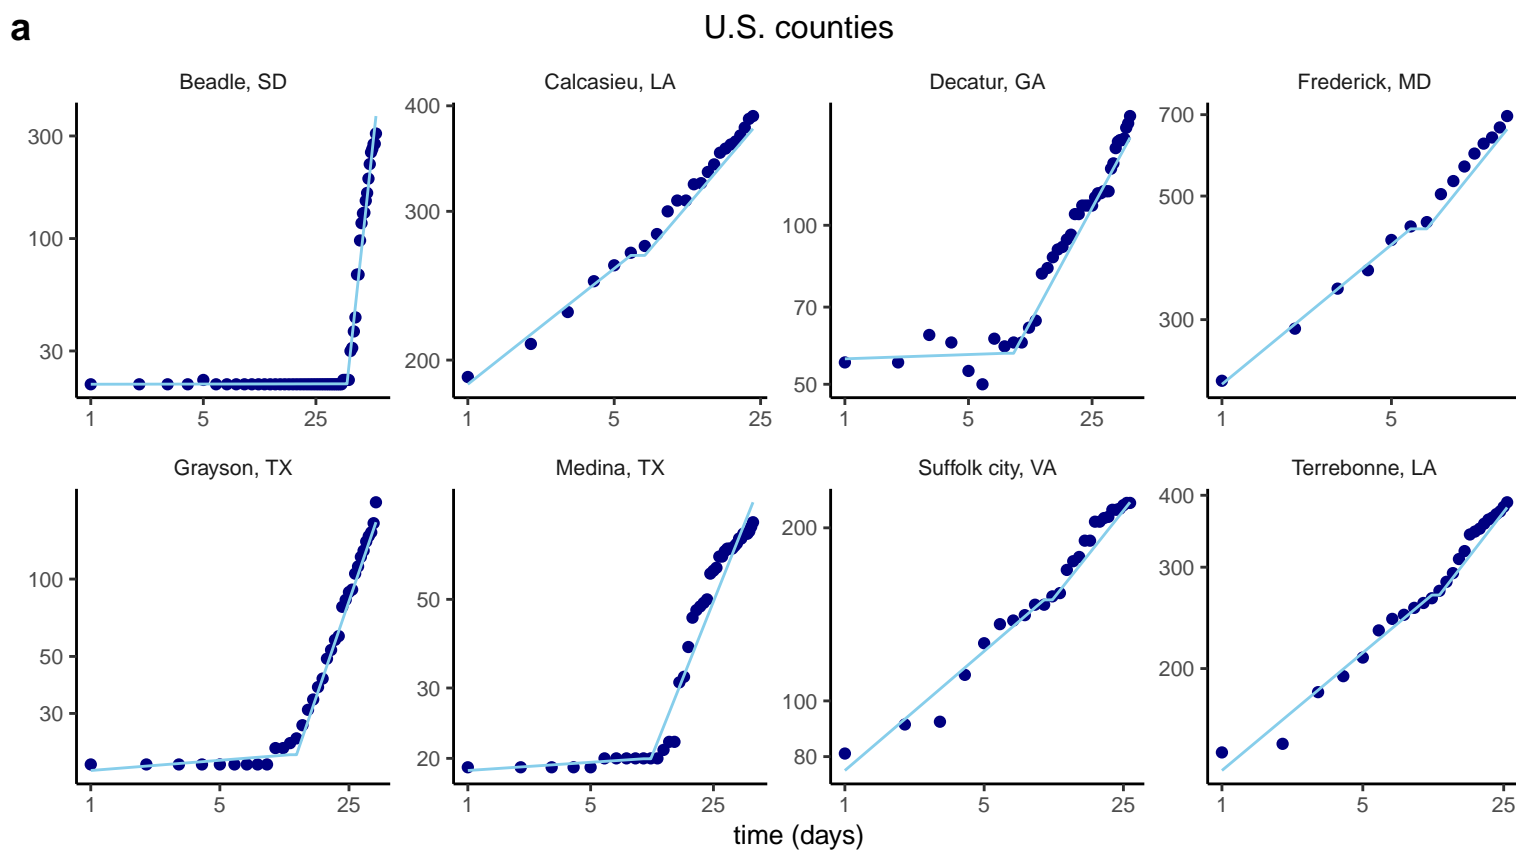 a
U.S. counties
Beadle, SD
Calcasieu, LA
Decatur, GA
Frederick, MD
300
100
30
1 5 25
400
300
200
1 5 25
100
70
50
1 5 25
700
500
300
1 5
Grayson, TX
Medina, TX
Suffolk city, VA
Terrebonne, LA
100
50
30
1 5 25
50
30
20
1 5 25
200
100
80
1 5 25
400
300
200
1 5 25
time (days)